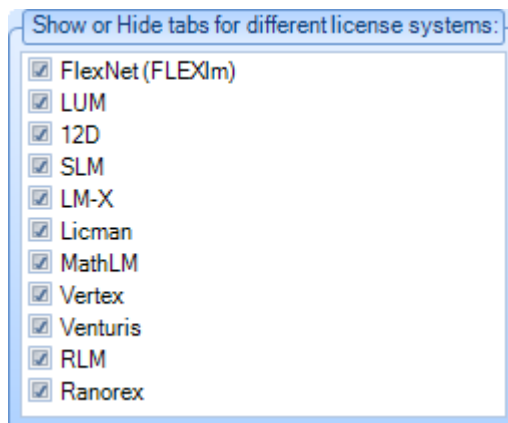 Show or Hide tabs for different license systems:
FlexNet (FLEXlm)
LUM
12D
SLM
LM-X
Licman
MathLM
Vertex
Venturis
RLM
Ranorex